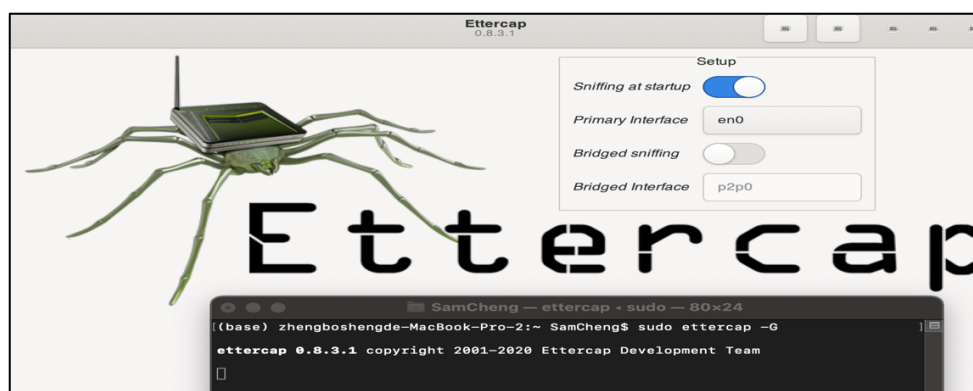 Ettercap
0.8.3.1
Setup
Sniffing at startup
Primary Interface en0
Bridged sniffing
Bridged Interface p2p0
Ettercap
SamCheng — ettercap ◂ sudo — 80×24
[(base) zhengboshengde-MacBook-Pro-2:~ SamCheng$ sudo ettercap -G ]
ettercap 0.8.3.1 copyright 2001-2020 Ettercap Development Team